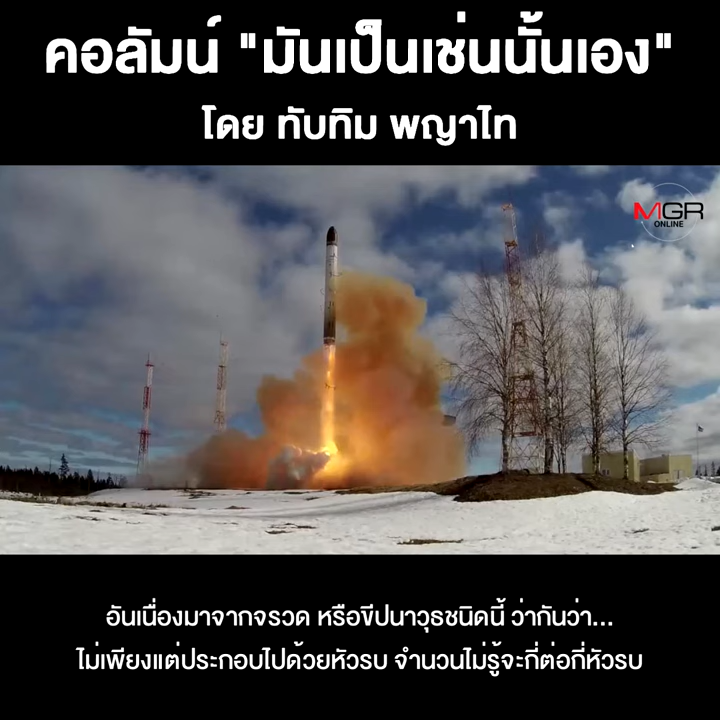 คอลัมน์ "มันเป็นเช่นนั้นเอง"
โดย ทับทิม พญาไท
MGR
ONLINE
อันเนื่องมาจากจรวด หรือขีปนาวุธชนิดนี้ ว่ากันว่า...
ไม่เพียงแต่ประกอบไปด้วยหัวรบ จำนวนไม่รู้จะกี่ต่อกี่หัวรบ